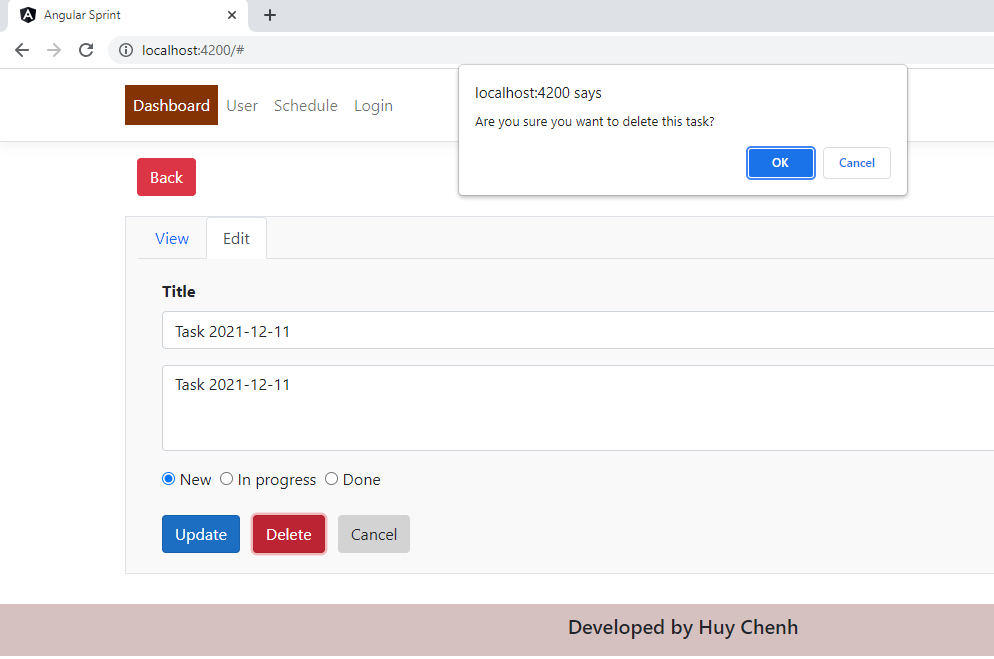 Angular Sprint
localhost:4200/#
Dashboard User Schedule Login
localhost:4200 says
Are you sure you want to delete this task?
OK Cancel
Back
View Edit
Title
Task 2021-12-11
Task 2021-12-11
New In progress Done
Update Delete Cancel
Developed by Huy Chenh